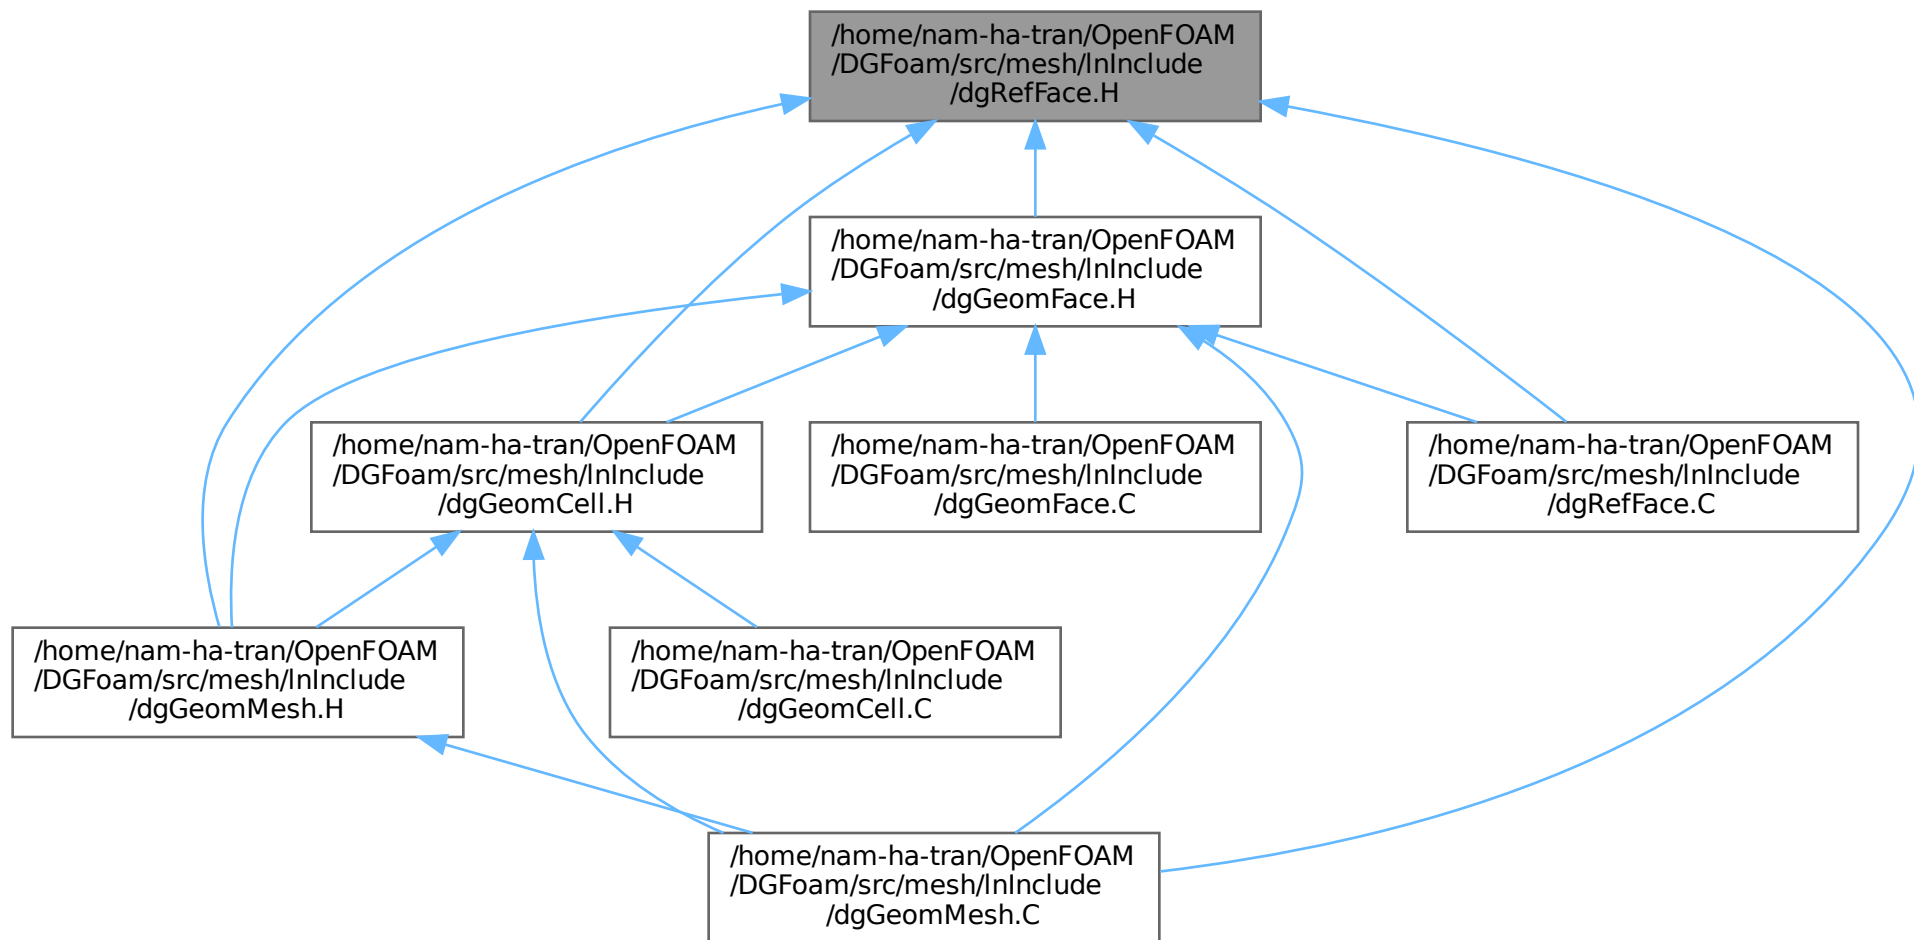 /home/nam-ha-tran/OpenFOAM
/DGFoam/src/mesh/lnInclude
/dgRefFace.H
/home/nam-ha-tran/OpenFOAM
/DGFoam/src/mesh/lnInclude
/dgGeomFace.H
/home/nam-ha-tran/OpenFOAM
/DGFoam/src/mesh/lnInclude
/dgGeomCell.H
/home/nam-ha-tran/OpenFOAM
/DGFoam/src/mesh/lnInclude
/dgGeomFace.C
/home/nam-ha-tran/OpenFOAM
/DGFoam/src/mesh/lnInclude
/dgRefFace.C
/home/nam-ha-tran/OpenFOAM
/DGFoam/src/mesh/lnInclude
/dgGeomMesh.H
/home/nam-ha-tran/OpenFOAM
/DGFoam/src/mesh/lnInclude
/dgGeomCell.C
/home/nam-ha-tran/OpenFOAM
/DGFoam/src/mesh/lnInclude
/dgGeomMesh.C